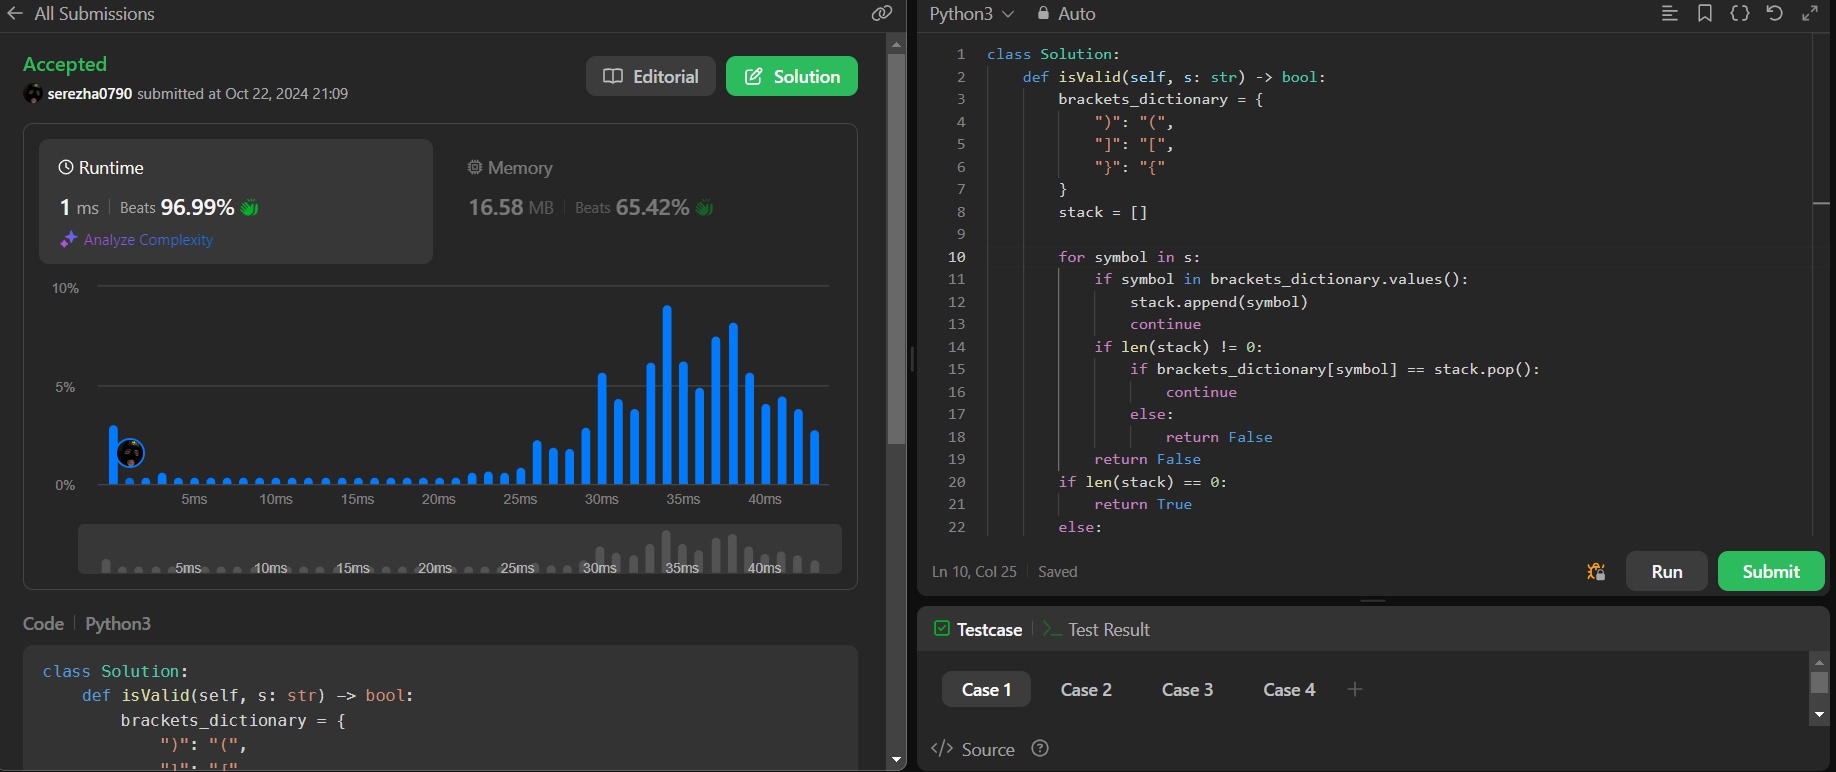 All Submissions
Accepted
serezha0790 submitted at Oct 22, 2024 21:09
Editorial
Solution
Runtime
1 ms | Beats 96.99%
Analyze Complexity
Memory
16.58 MB | Beats 65.42%
10%
5%
0%
5ms 10ms 15ms 20ms 25ms 30ms 35ms 40ms
5ms 10ms 15ms 20ms 25ms 30ms 35ms 40ms
Code | Python3
class Solution:
    def isValid(self, s: str) -> bool:
        brackets_dictionary = {
            ")": "(",
            "]": "["
Python3 Auto
1 class Solution:
2     def isValid(self, s: str) -> bool:
3         brackets_dictionary = {
4             ")": "(",
5             "]": "[",
6             "}": "{"
7         }
8         stack = []
9
10         for symbol in s:
11             if symbol in brackets_dictionary.values():
12                 stack.append(symbol)
13                 continue
14             if len(stack) != 0:
15                 if brackets_dictionary[symbol] == stack.pop():
16                     continue
17                 else:
18                     return False
19             return False
20         if len(stack) == 0:
21             return True
22         else:
Ln 10, Col 25 | Saved
Run
Submit
Testcase | >_ Test Result
Case 1 Case 2 Case 3 Case 4 +
</> Source ?